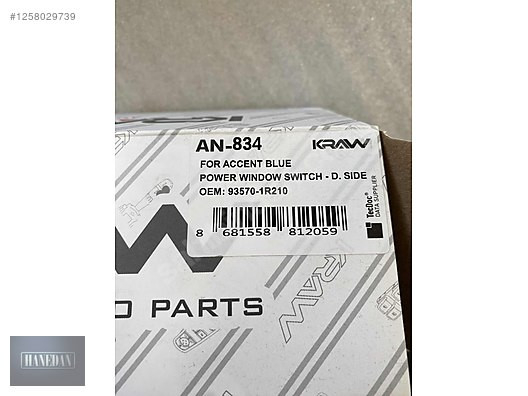 #1258029739
AN-834
KRAW
FOR ACCENT BLUE
POWER WINDOW SWITCH - D. SIDE
OEM: 93570-1R210
8 681558 812059
TecDoc®
DATA SUPPLIER
KRAW
PARTS
HANEDAN